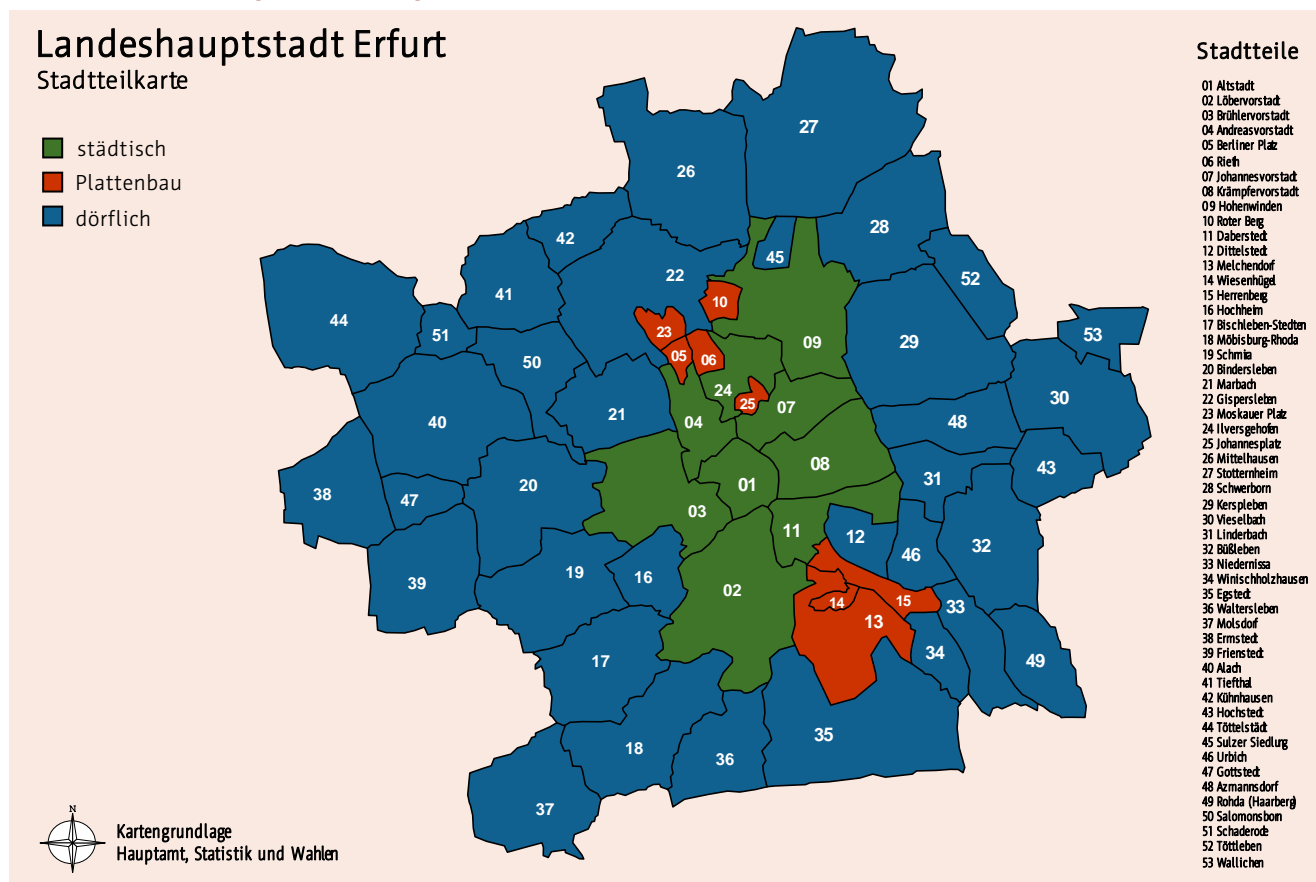 Landeshauptstadt Erfurt
Stadtteilkarte
städtisch
Plattenbau
dörflich
27
26
28
42
45
22
52
41
10
44
23
53
51
09
29
50
05
06
24
30
25
21
07
40
48
04
08
43
31
01
20
38
47
03
11
12
32
46
19
16
39
02
14
15
33
13
34
17
49
35
18
36
37
N
Kartengrundlage
Hauptamt, Statistik und Wahlen
Stadtteile
01 Altstadt
02 Löbervorstadt
03 Brühlervorstadt
04 Andreasvorstadt
05 Berliner Platz
06 Rieth
07 Johannesvorstadt
08 Krämpfervorstadt
09 Hohenwinden
10 Roter Berg
11 Daberstedt
12 Dittelstedt
13 Melchendorf
14 Wiesenhügel
15 Herrenberg
16 Hochheim
17 Bischleben-Stedten
18 Möbisburg-Rhoda
19 Schmira
20 Bindersleben
21 Marbach
22 Gispersleben
23 Moskauer Platz
24 Ilversgehofen
25 Johannesplatz
26 Mittelhausen
27 Stotternheim
28 Schwerborn
29 Kerspleben
30 Vieselbach
31 Linderbach
32 Büßleben
33 Niedernissa
34 Winischholzhausen
35 Egstedt
36 Waltersleben
37 Molsdorf
38 Ermstedt
39 Frienstedt
40 Alach
41 Tiefthal
42 Kühnhausen
43 Hochstedt
44 Töttelstädt
45 Sulzer Siedlung
46 Urbich
47 Gottstedt
48 Azmannsdorf
49 Rohda (Haarberg)
50 Salomonsborn
51 Schaderode
52 Töttleben
53 Wallichen